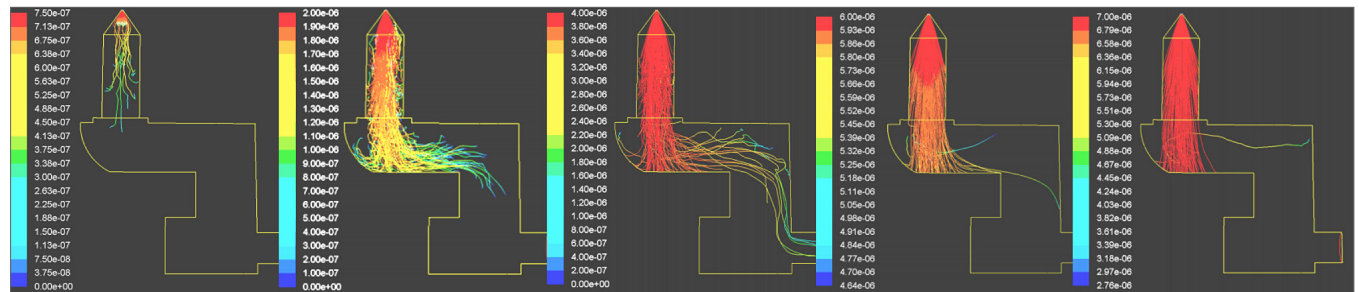 7.50e-07
7.13e-07
6.75e-07
6.38e-07
6.00e-07
5.63e-07
5.25e-07
4.88e-07
4.50e-07
4.13e-07
3.75e-07
3.38e-07
3.00e-07
2.63e-07
2.25e-07
1.88e-07
1.50e-07
1.13e-07
7.50e-08
3.75e-08
0.00e+00
2.00e-06
1.90e-06
1.80e-06
1.70e-06
1.60e-06
1.50e-06
1.40e-06
1.30e-06
1.20e-06
1.10e-06
1.00e-06
9.00e-07
8.00e-07
7.00e-07
6.00e-07
5.00e-07
4.00e-07
3.00e-07
2.00e-07
1.00e-07
0.00e+00
4.00e-06
3.80e-06
3.60e-06
3.40e-06
3.20e-06
3.00e-06
2.80e-06
2.60e-06
2.40e-06
2.20e-06
2.00e-06
1.80e-06
1.60e-06
1.40e-06
1.20e-06
1.00e-06
8.00e-07
6.00e-07
4.00e-07
2.00e-07
0.00e+00
6.00e-06
5.93e-06
5.86e-06
5.80e-06
5.73e-06
5.66e-06
5.59e-06
5.52e-06
5.45e-06
5.39e-06
5.32e-06
5.25e-06
5.18e-06
5.11e-06
5.05e-06
4.98e-06
4.91e-06
4.84e-06
4.77e-06
4.70e-06
4.64e-06
7.00e-06
6.79e-06
6.58e-06
6.36e-06
6.15e-06
5.94e-06
5.73e-06
5.51e-06
5.30e-06
5.09e-06
4.88e-06
4.67e-06
4.45e-06
4.24e-06
4.03e-06
3.82e-06
3.61e-06
3.39e-06
3.18e-06
2.97e-06
2.76e-06